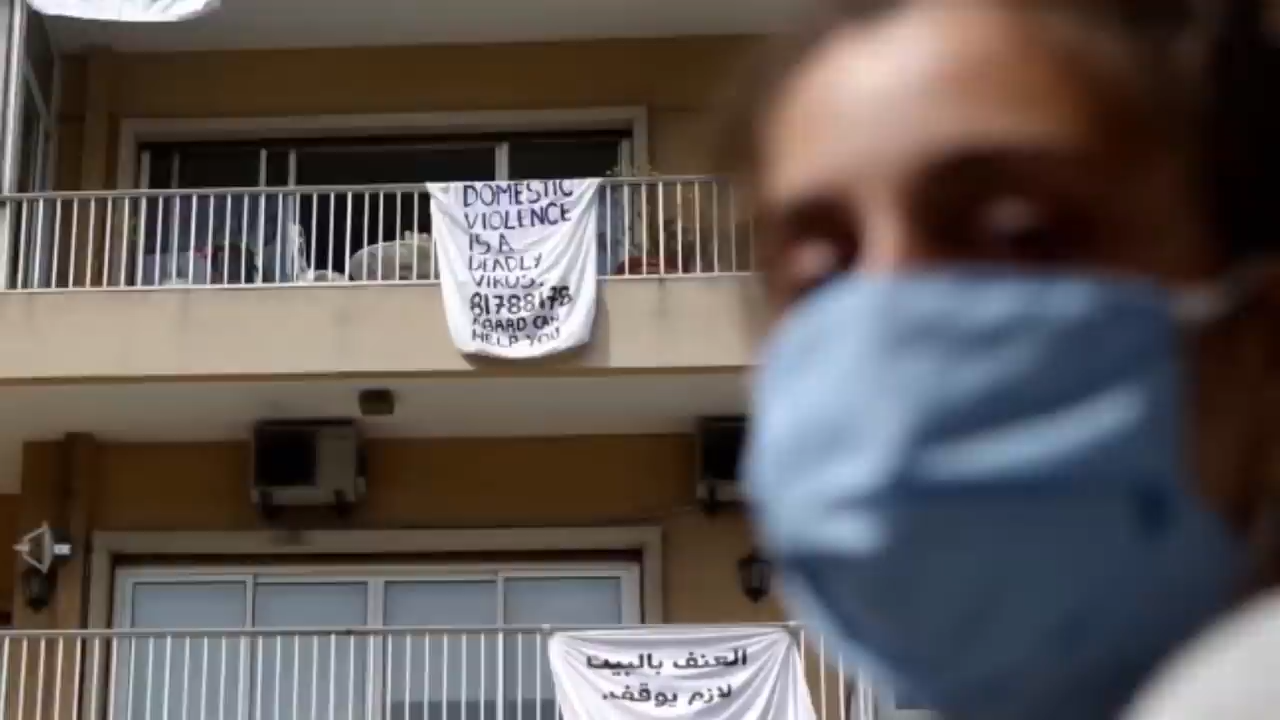 DOMESTIC
VIOLENCE
IS A
DEADLY
VIRUS.
81788178
ABAAD CAN
HELP YOU
العنف بالبيت
لازم يوقف.